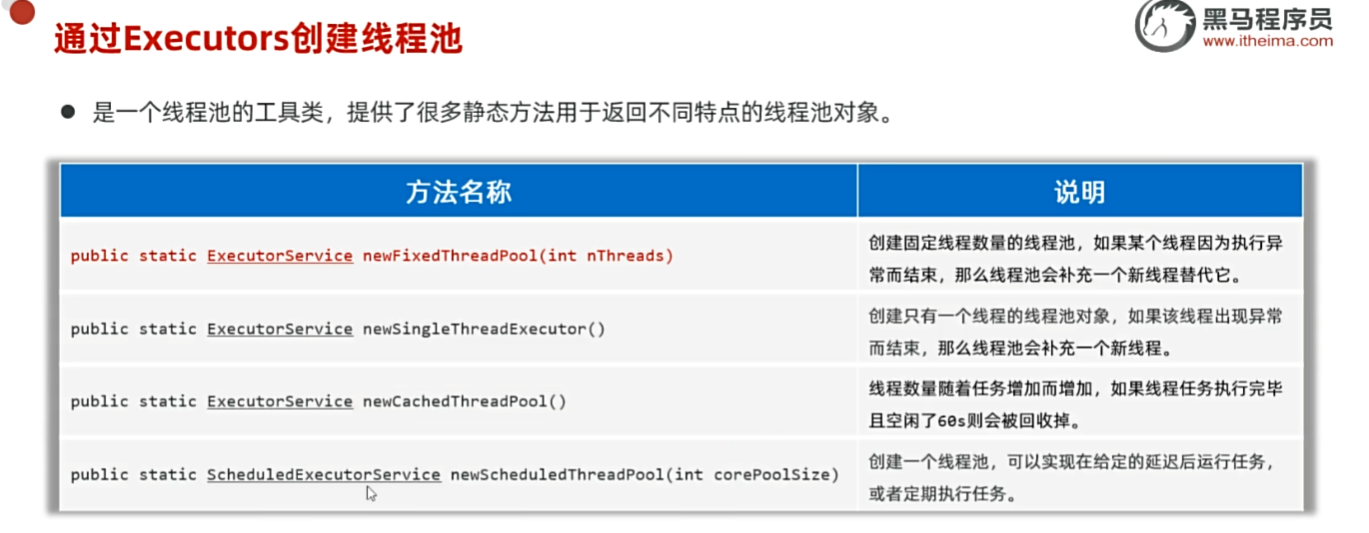 黑马程序员
www.itheima.com
通过Executors创建线程池
是一个线程池的工具类，提供了很多静态方法用于返回不同特点的线程池对象。
方法名称
说明
public static ExecutorService newFixedThreadPool(int nThreads)
创建固定线程数量的线程池，如果某个线程因为执行异
常而结束，那么线程池会补充一个新线程替代它。
public static ExecutorService newSingleThreadExecutor()
创建只有一个线程的线程池对象，如果该线程出现异常
而结束，那么线程池会补充一个新线程。
public static ExecutorService newCachedThreadPool()
线程数量随着任务增加而增加，如果线程任务执行完毕
且空闲了60s则会被回收掉。
public static ScheduledExecutorService newScheduledThreadPool(int corePoolSize)
创建一个线程池，可以实现在给定的延迟后运行任务，
或者定期执行任务。